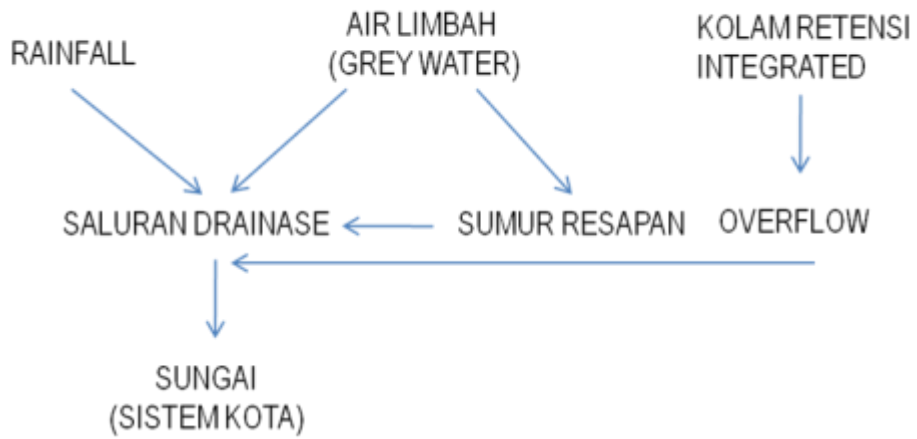 RAINFALL
AIR LIMBAH
(GREY WATER)
KOLAM RETENSI
INTEGRATED
SALURAN DRAINASE
SUMUR RESAPAN
OVERFLOW
SUNGAI
(SISTEM KOTA)